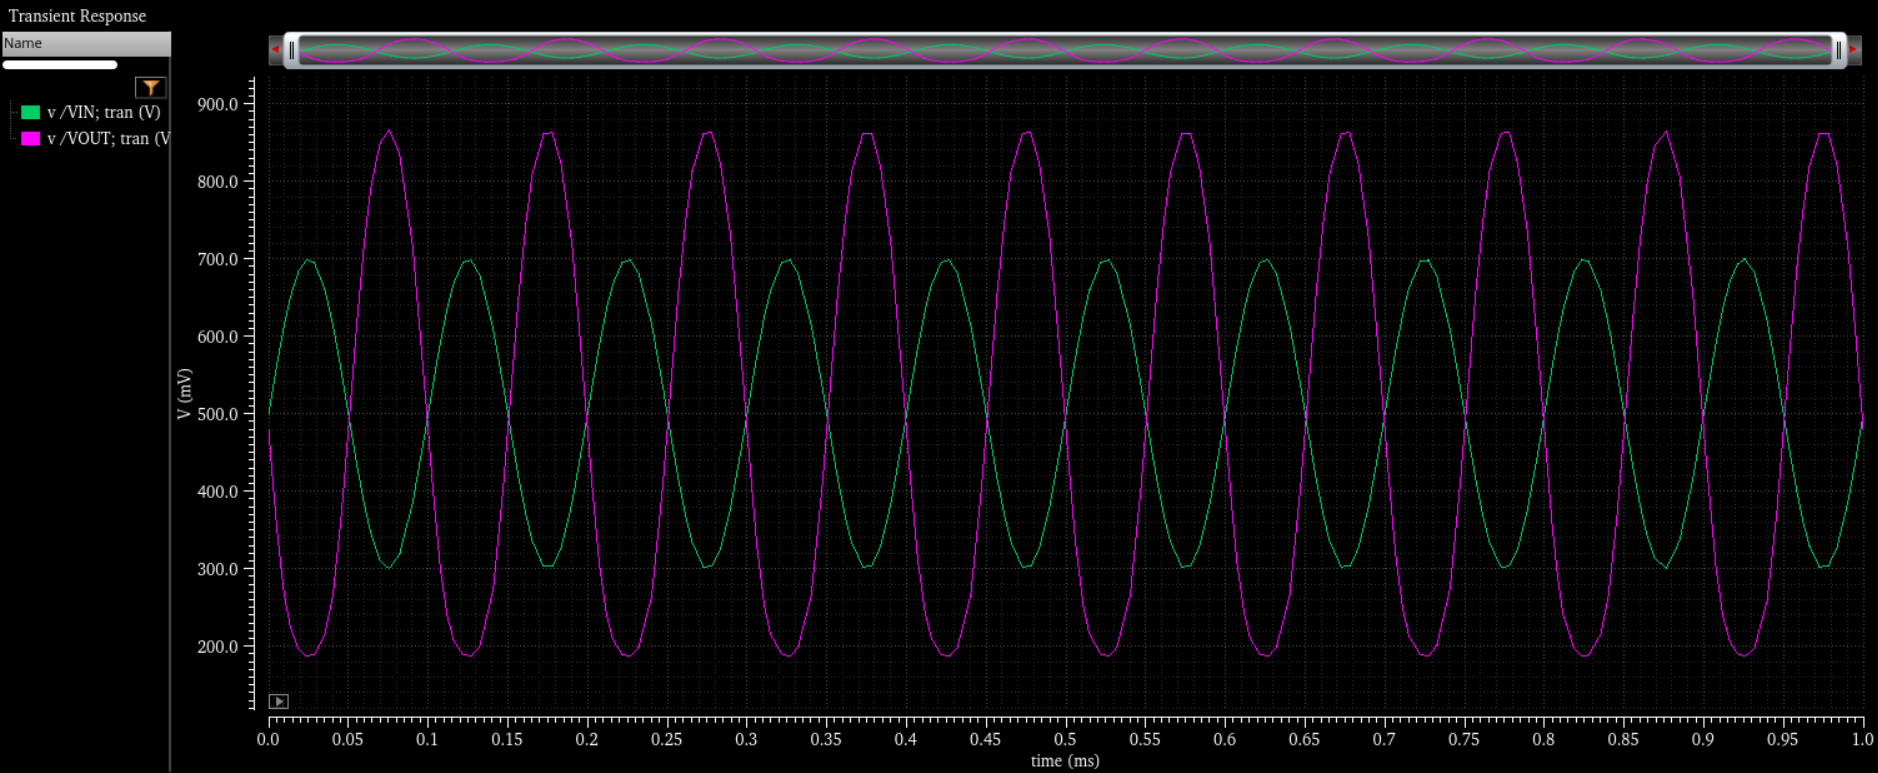 Transient Response
Name
v /VIN; tran (V)
v /VOUT; tran (V
900.0
800.0
700.0
600.0
500.0
400.0
300.0
200.0
V (mV)
0.0 0.05 0.1 0.15 0.2 0.25 0.3 0.35 0.4 0.45 0.5 0.55 0.6 0.65 0.7 0.75 0.8 0.85 0.9 0.95 1.0
time (ms)